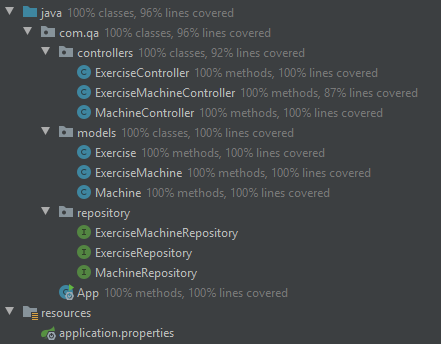 java 100% classes, 96% lines covered
com.qa 100% classes, 96% lines covered
controllers 100% classes, 92% lines covered
ExerciseController 100% methods, 100% lines covered
ExerciseMachineController 100% methods, 87% lines covered
MachineController 100% methods, 100% lines covered
models 100% classes, 100% lines covered
Exercise 100% methods, 100% lines covered
ExerciseMachine 100% methods, 100% lines covered
Machine 100% methods, 100% lines covered
repository
ExerciseMachineRepository
ExerciseRepository
MachineRepository
App 100% methods, 100% lines covered
resources
application.properties